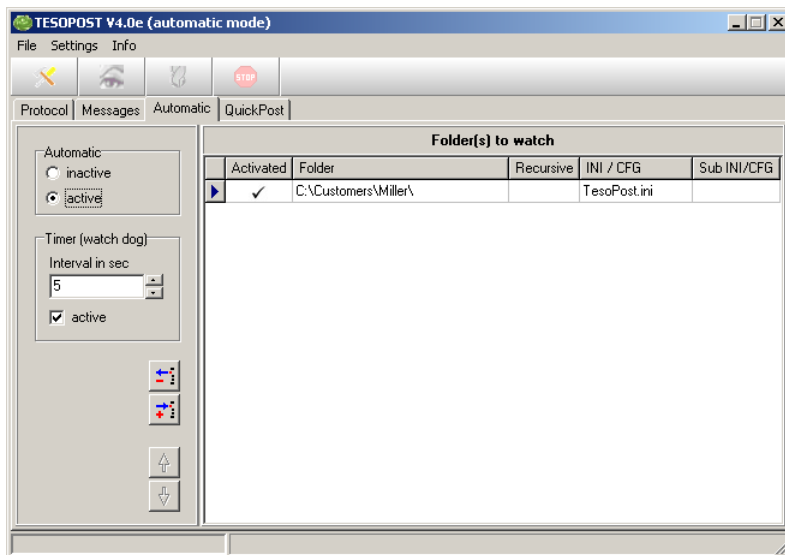 TESOPOST V4.0e (automatic mode)
File Settings Info
STOP
Protocol Messages Automatic QuickPost
Folder(s) to watch
Automatic
inactive
active
Activated Folder Recursive INI / CFG Sub INI/CFG
C:\Customers\Miller\ TesoPost.ini
Timer (watch dog)
Interval in sec
5
active